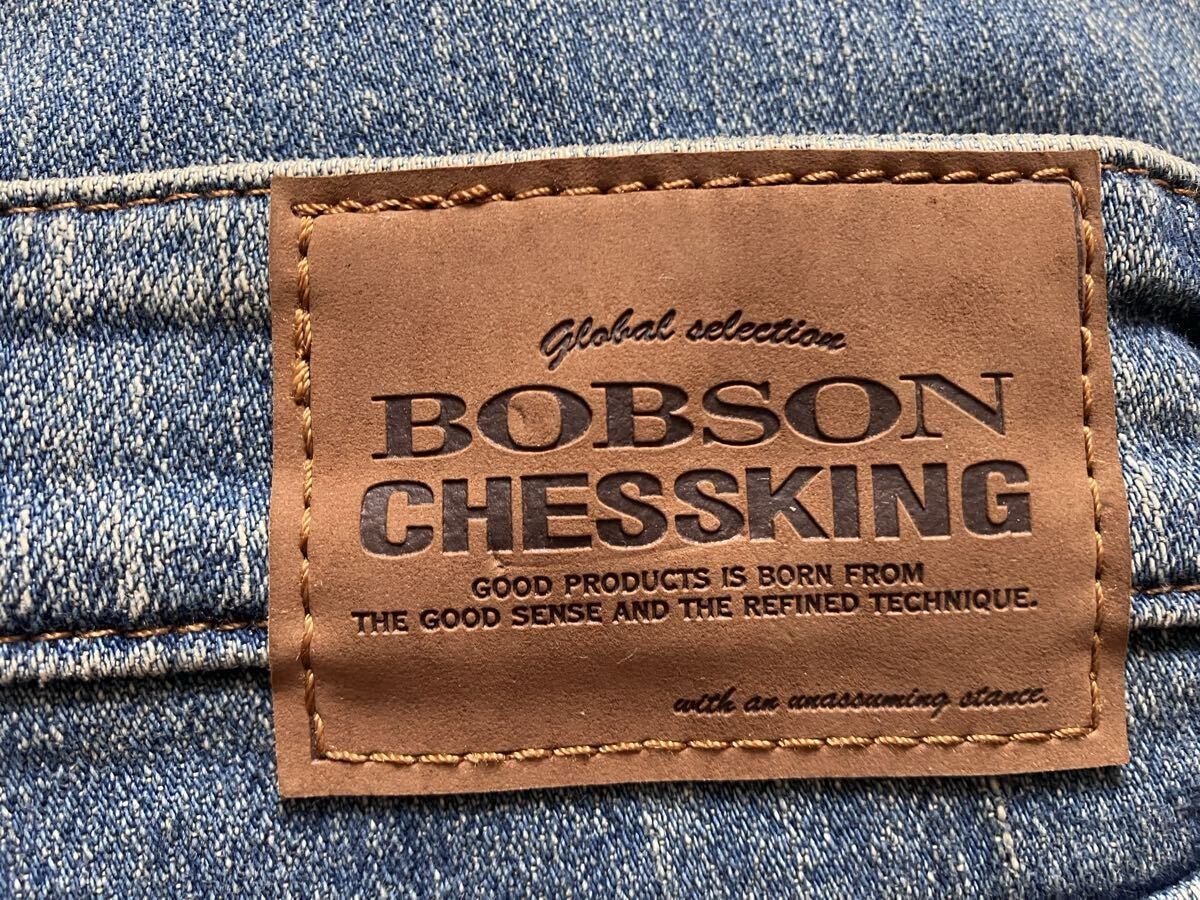 Global selection
BOBSON
CHESSKING
GOOD PRODUCTS IS BORN FROM
THE GOOD SENSE AND THE REFINED TECHNIQUE.
with an unassuming stance.